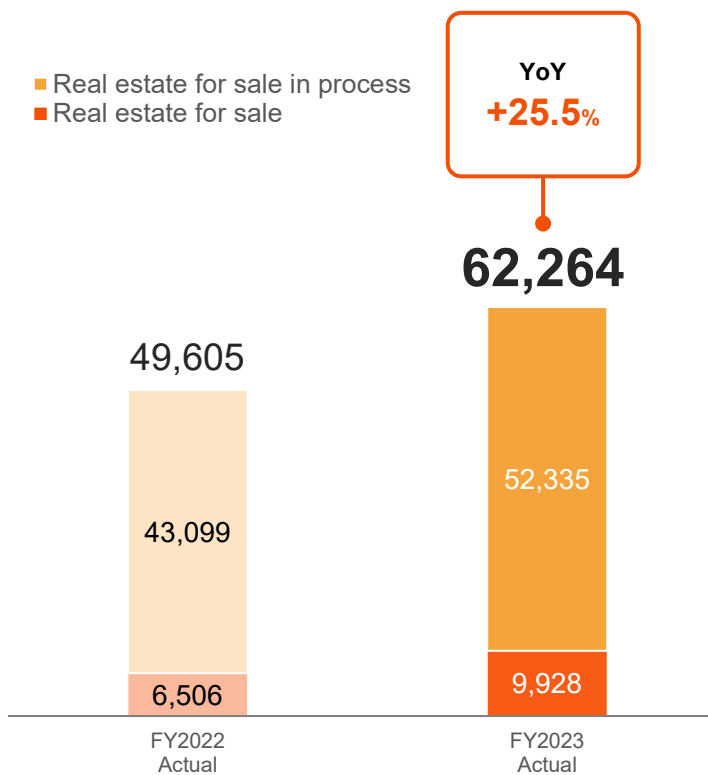 YoY
+25.5%
Real estate for sale in process
Real estate for sale
62,264
49,605
52,335
43,099
9,928
6,506
FY2022
Actual
FY2023
Actual